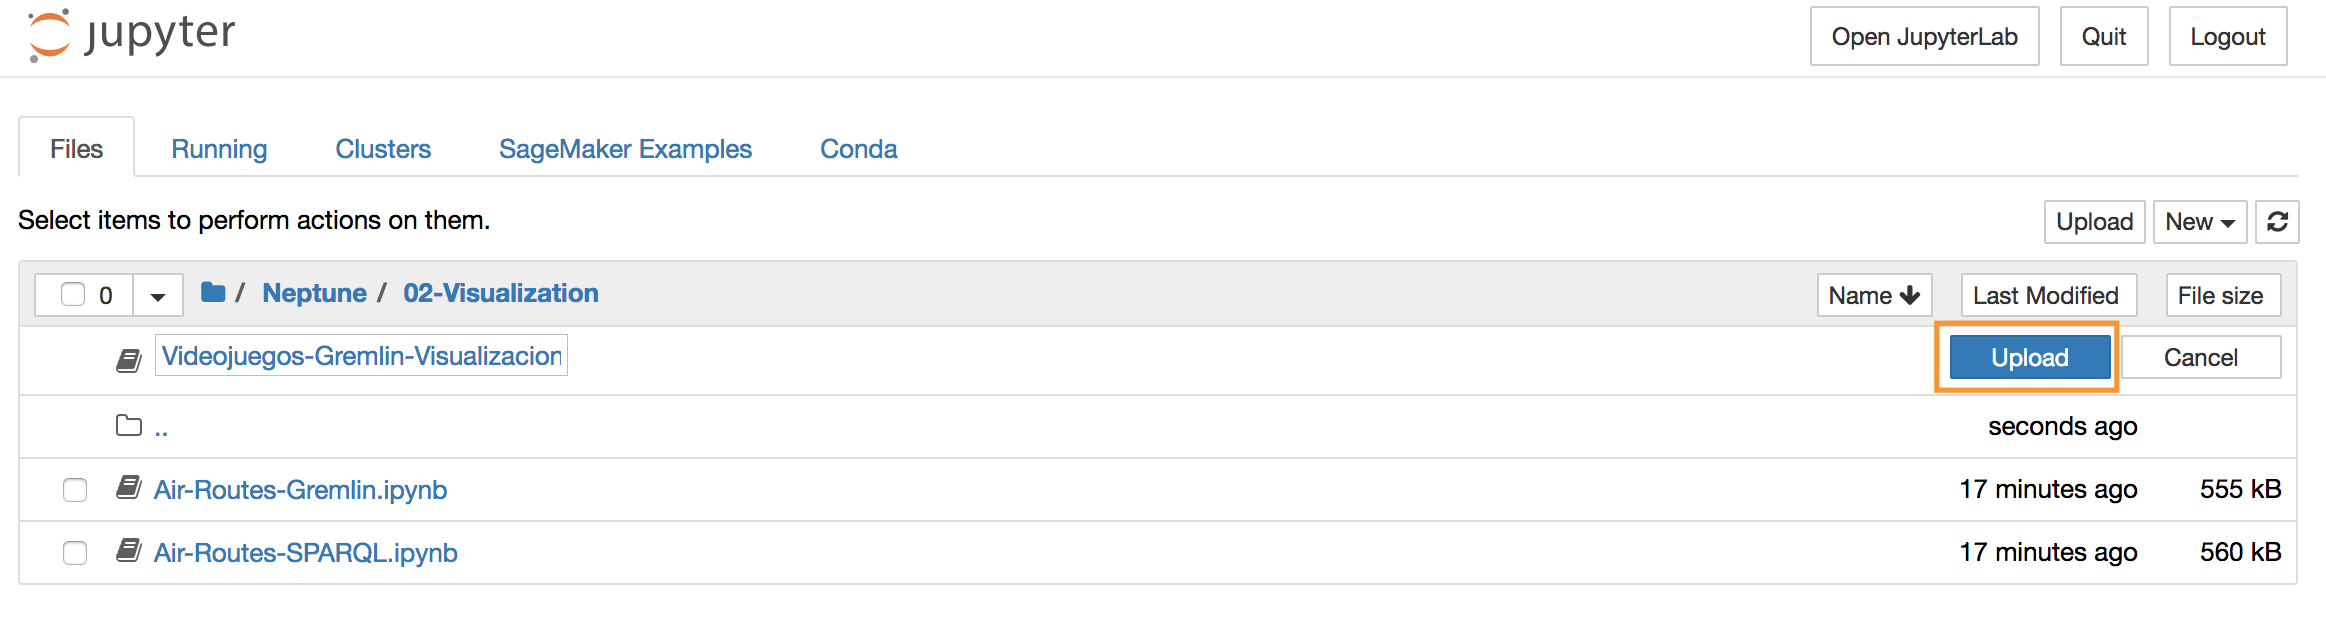 jupyter
Open JupyterLab Quit Logout
Files Running Clusters SageMaker Examples Conda
Select items to perform actions on them.
Upload New
0 / Neptune / 02-Visualization Name Last Modified File size
Videojuegos-Gremlin-Visualizacion Upload Cancel
.. seconds ago
Air-Routes-Gremlin.ipynb 17 minutes ago 555 kB
Air-Routes-SPARQL.ipynb 17 minutes ago 560 kB